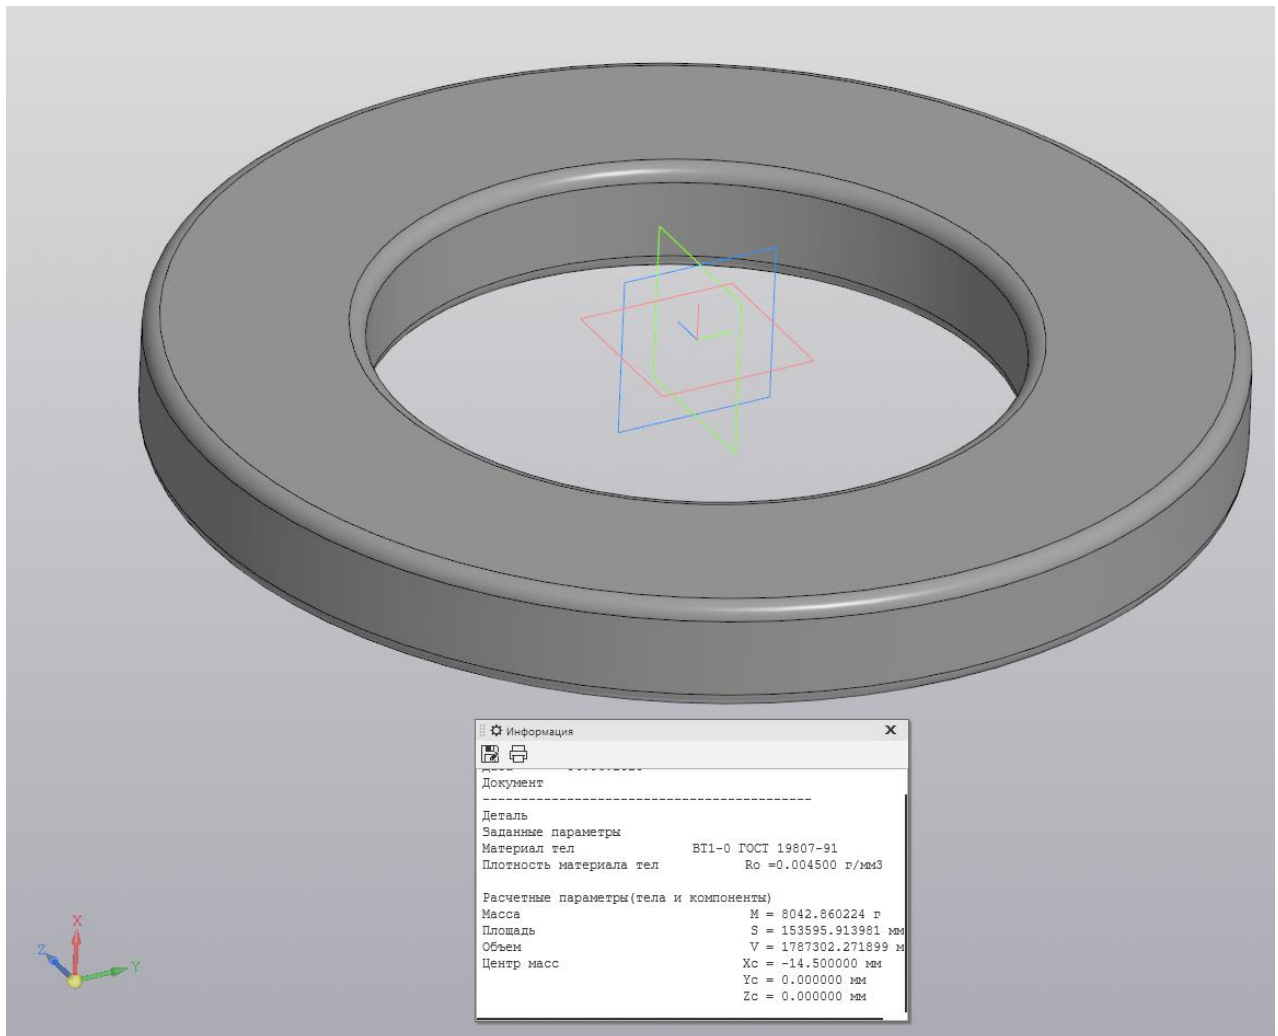 Информация
Документ
-------------------------------------------
Деталь
Заданные параметры
Материал тел ВТ1-0 ГОСТ 19807-91
Плотность материала тел Ro =0.004500 г/мм3
Расчетные параметры(тела и компоненты)
Масса M = 8042.860224 г
Площадь S = 153595.913981 мм
Объем V = 1787302.271899 м
Центр масс Xc = -14.500000 мм
Yc = 0.000000 мм
Zc = 0.000000 мм
X
Z
Y